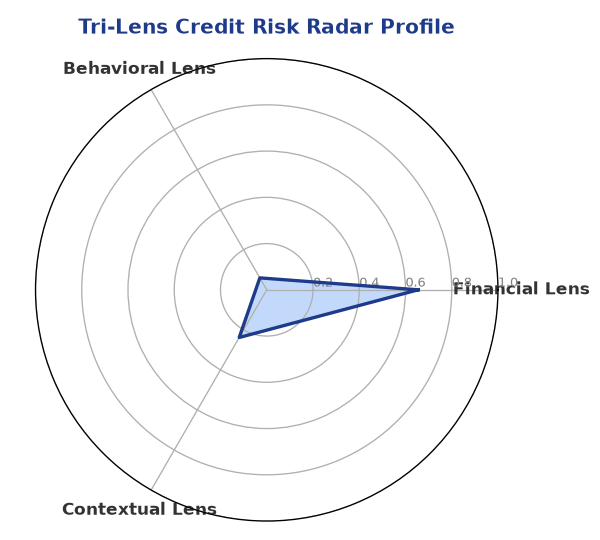 Tri-Lens Credit Risk Radar Profile
Behavioral Lens
0.2 0.4 0.6 0.8 1.0
Financial Lens
Contextual Lens